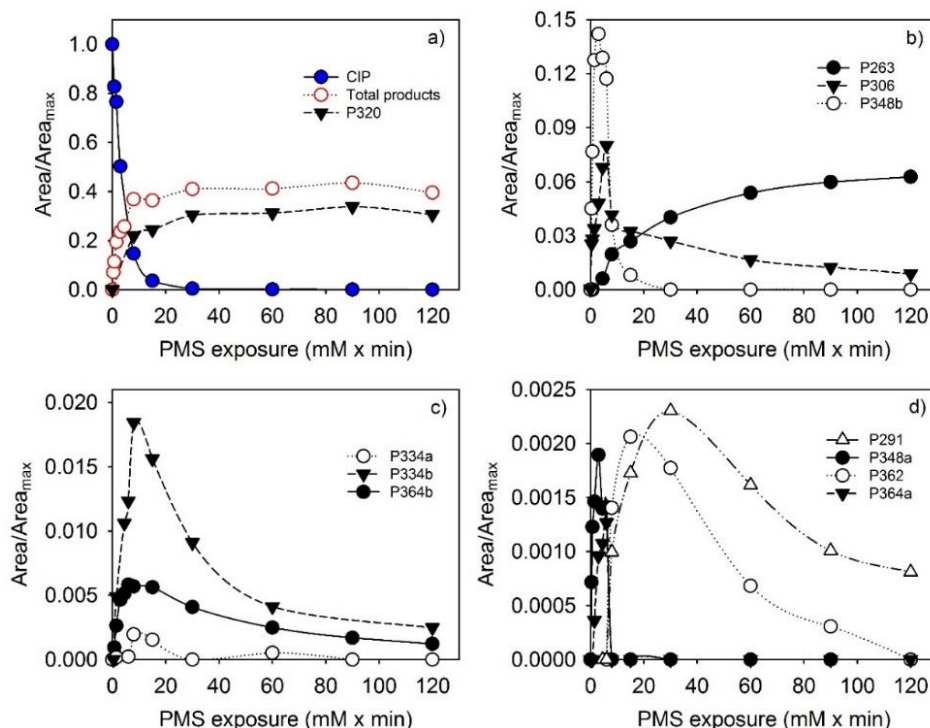 a)
CIP
Total products
P320
Area/Areamax
1.0
0.8
0.6
0.4
0.2
0.0
0 20 40 60 80 100 120
PMS exposure (mM x min)
b)
P263
P306
P348b
Area/Areamax
0.15
0.12
0.09
0.06
0.03
0.00
0 20 40 60 80 100 120
PMS exposure (mM x min)
c)
P334a
P334b
P364b
Area/Areamax
0.020
0.015
0.010
0.005
0.000
0 20 40 60 80 100 120
PMS exposure (mM x min)
d)
P291
P348a
P362
P364a
Area/Areamax
0.0025
0.0020
0.0015
0.0010
0.0005
0.0000
0 20 40 60 80 100 120
PMS exposure (mM x min)